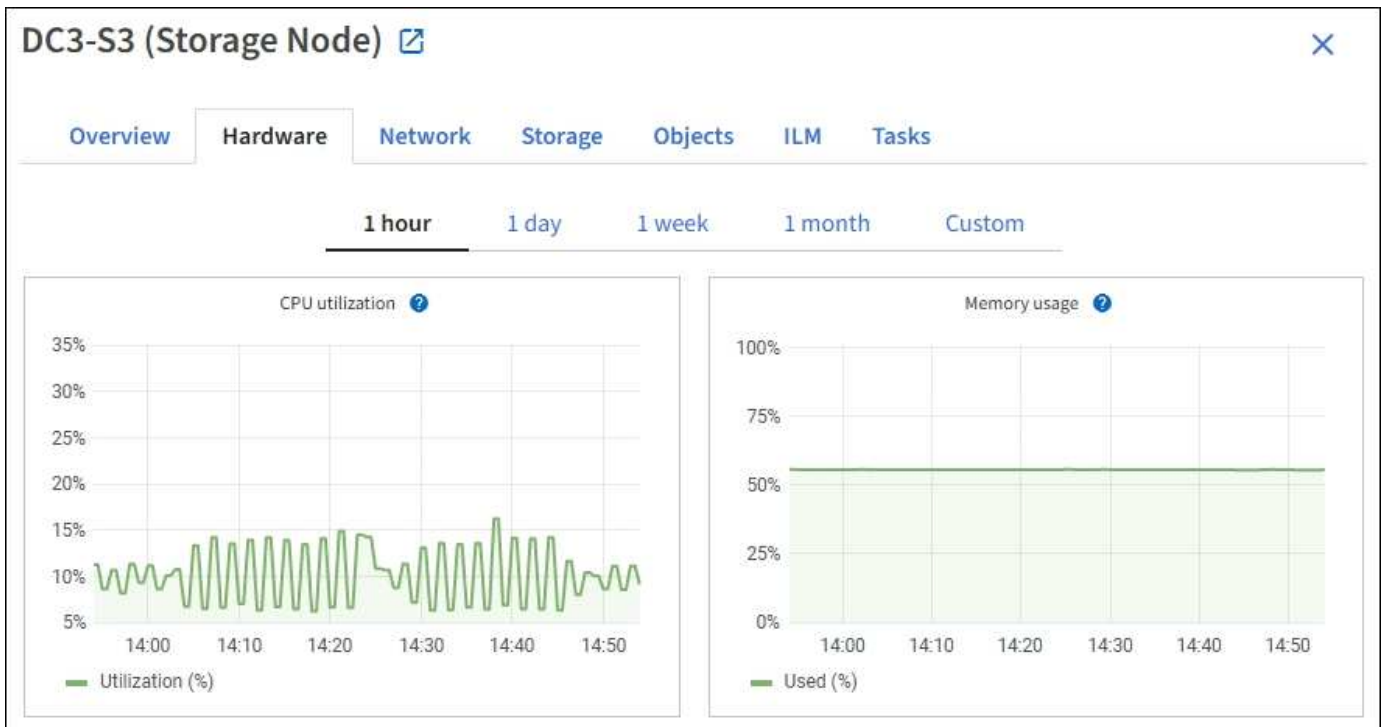 DC3-S3 (Storage Node)
Overview Hardware Network Storage Objects ILM Tasks
1 hour 1 day 1 week 1 month Custom
CPU utilization ?
35%
30%
25%
20%
15%
10%
5%
14:00 14:10 14:20 14:30 14:40 14:50
Utilization (%)
Memory usage ?
100%
75%
50%
25%
0%
14:00 14:10 14:20 14:30 14:40 14:50
Used (%)